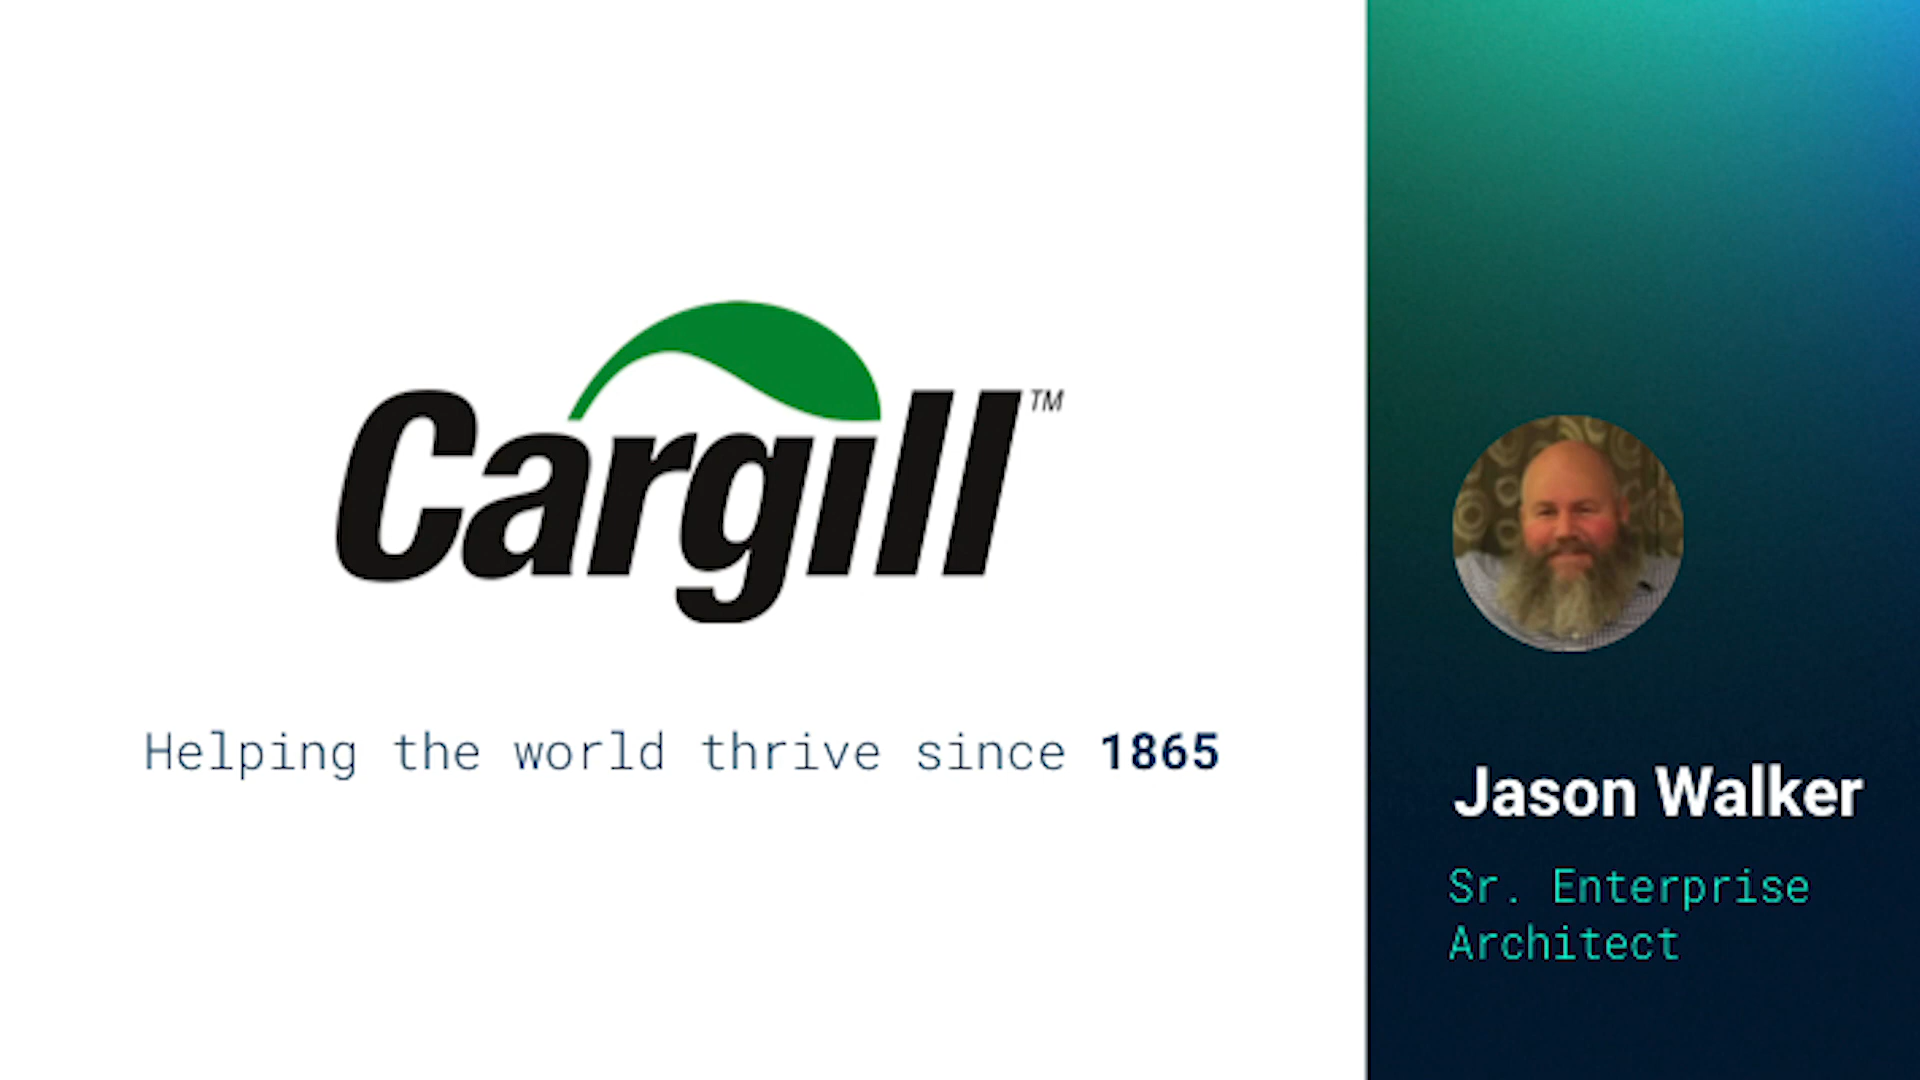 Cargill™
Helping the world thrive since 1865
Jason Walker
Sr. Enterprise
Architect